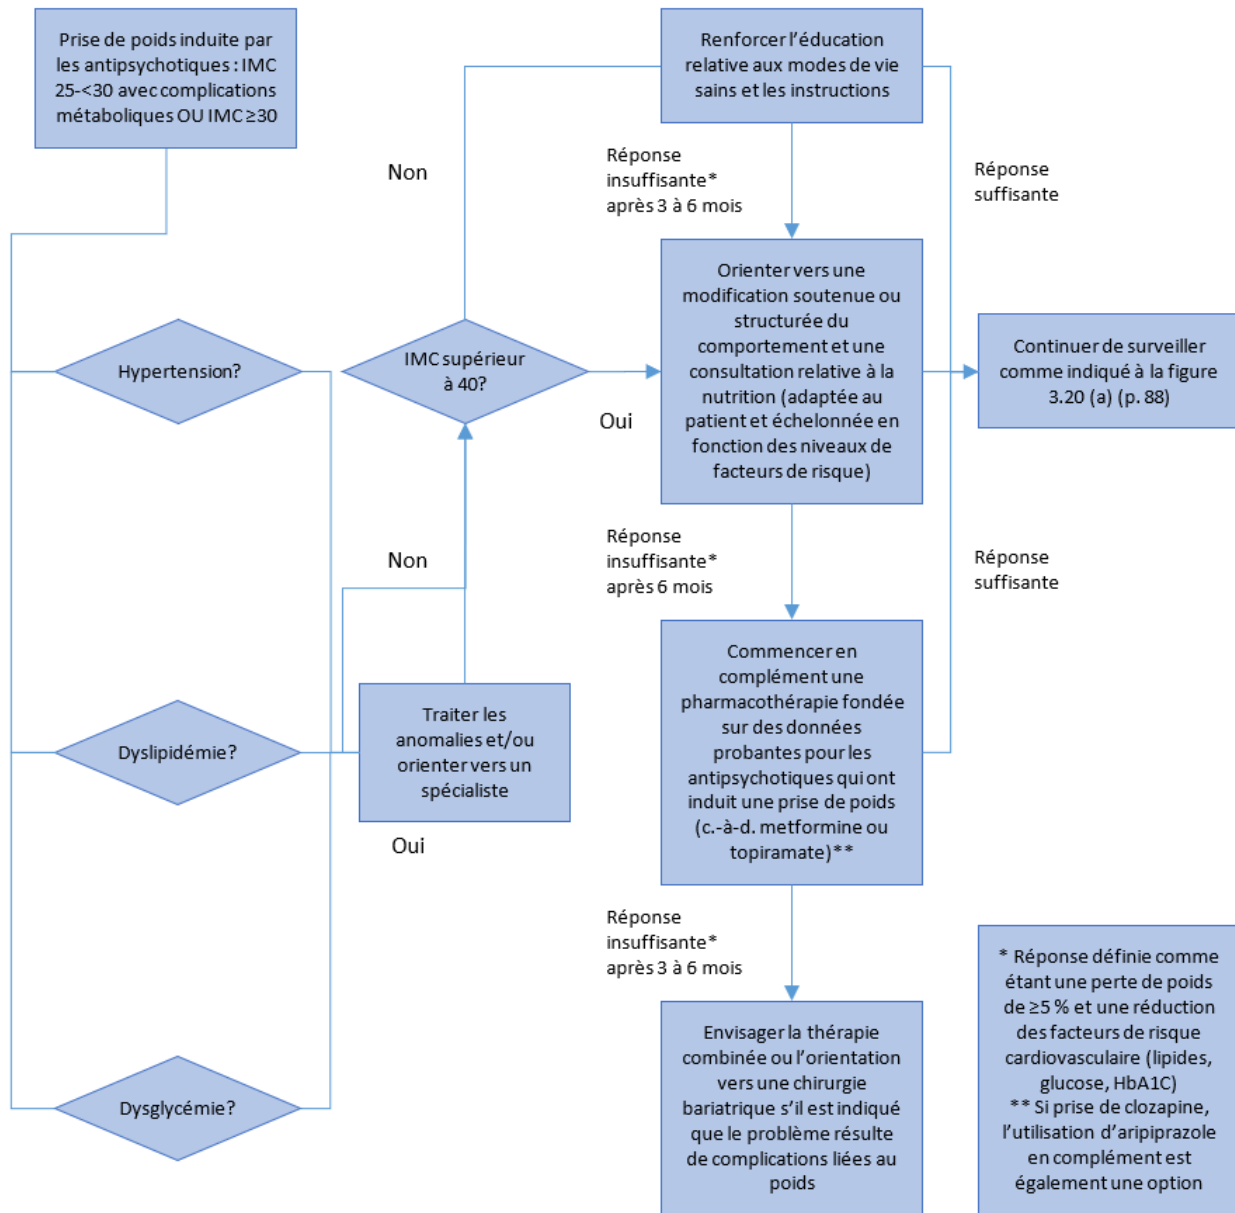 Prise de poids induite par
les antipsychotiques : IMC
25-<30 avec complications
métaboliques OU IMC ≥30
Hypertension?
Dyslipidémie?
Dysglycémie?
Non
IMC supérieur
à 40?
Oui
Non
Traiter les
anomalies et/ou
orienter vers un
spécialiste
Oui
Renforcer l’éducation
relative aux modes de vie
sains et les instructions
Réponse
insuffisante*
après 3 à 6 mois
Réponse
suffisante
Orienter vers une
modification soutenue ou
structurée du
comportement et une
consultation relative à la
nutrition (adaptée au
patient et échelonnée en
fonction des niveaux de
facteurs de risque)
Continuer de surveiller
comme indiqué à la figure
3.20 (a) (p. 88)
Réponse
insuffisante*
après 6 mois
Réponse
suffisante
Commencer en
complément une
pharmacothérapie fondée
sur des données
probantes pour les
antipsychotiques qui ont
induit une prise de poids
(c.-à-d. metformine ou
topiramate)**
Réponse
insuffisante*
après 3 à 6 mois
Envisager la thérapie
combinée ou l’orientation
vers une chirurgie
bariatrique s’il est indiqué
que le problème résulte
de complications liées au
poids
* Réponse définie comme
étant une perte de poids
de ≥5 % et une réduction
des facteurs de risque
cardiovasculaire (lipides,
glucose, HbA1C)
** Si prise de clozapine,
l’utilisation d’aripiprazole
en complément est
également une option